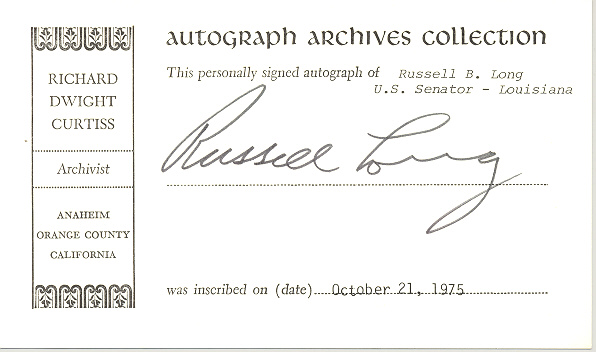 autograph archives collection
RICHARD
DWIGHT
CURTISS
Archivist
ANAHEIM
ORANGE COUNTY
CALIFORNIA
This personally signed autograph of Russell B. Long
U.S. Senator - Louisiana
Russell Long
was inscribed on (date) October 21, 1975